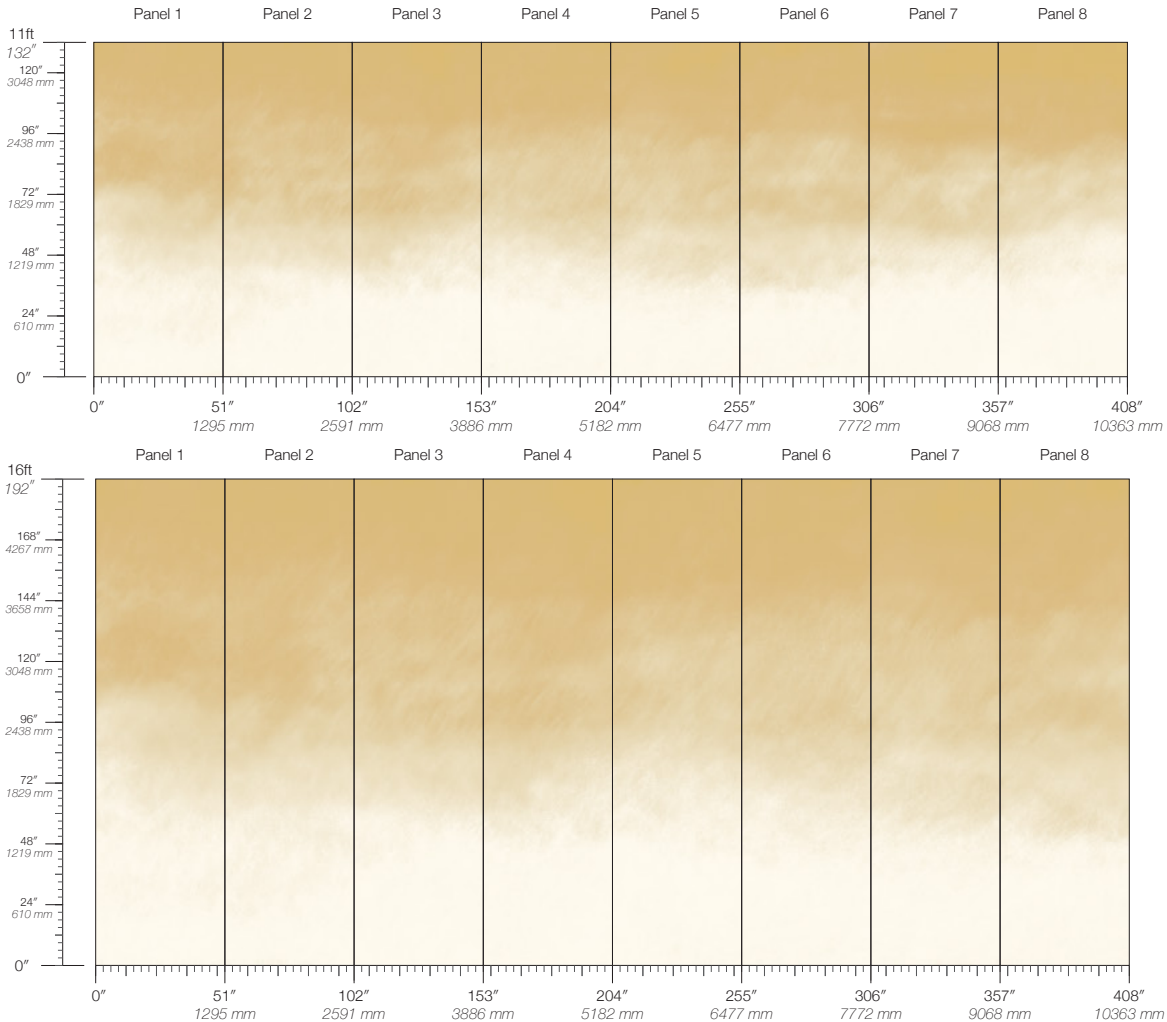 Panel 1 Panel 2 Panel 3 Panel 4 Panel 5 Panel 6 Panel 7 Panel 8
11ft
132″
120″
3048 mm
96″
2438 mm
72″
1829 mm
48″
1219 mm
24″
610 mm
0″
0″ 51″ 102″ 153″ 204″ 255″ 306″ 357″ 408″
1295 mm 2591 mm 3886 mm 5182 mm 6477 mm 7772 mm 9068 mm 10363 mm
Panel 1 Panel 2 Panel 3 Panel 4 Panel 5 Panel 6 Panel 7 Panel 8
16ft
192″
168″
4267 mm
144″
3658 mm
120″
3048 mm
96″
2438 mm
72″
1829 mm
48″
1219 mm
24″
610 mm
0″
0″ 51″ 102″ 153″ 204″ 255″ 306″ 357″ 408″
1295 mm 2591 mm 3886 mm 5182 mm 6477 mm 7772 mm 9068 mm 10363 mm